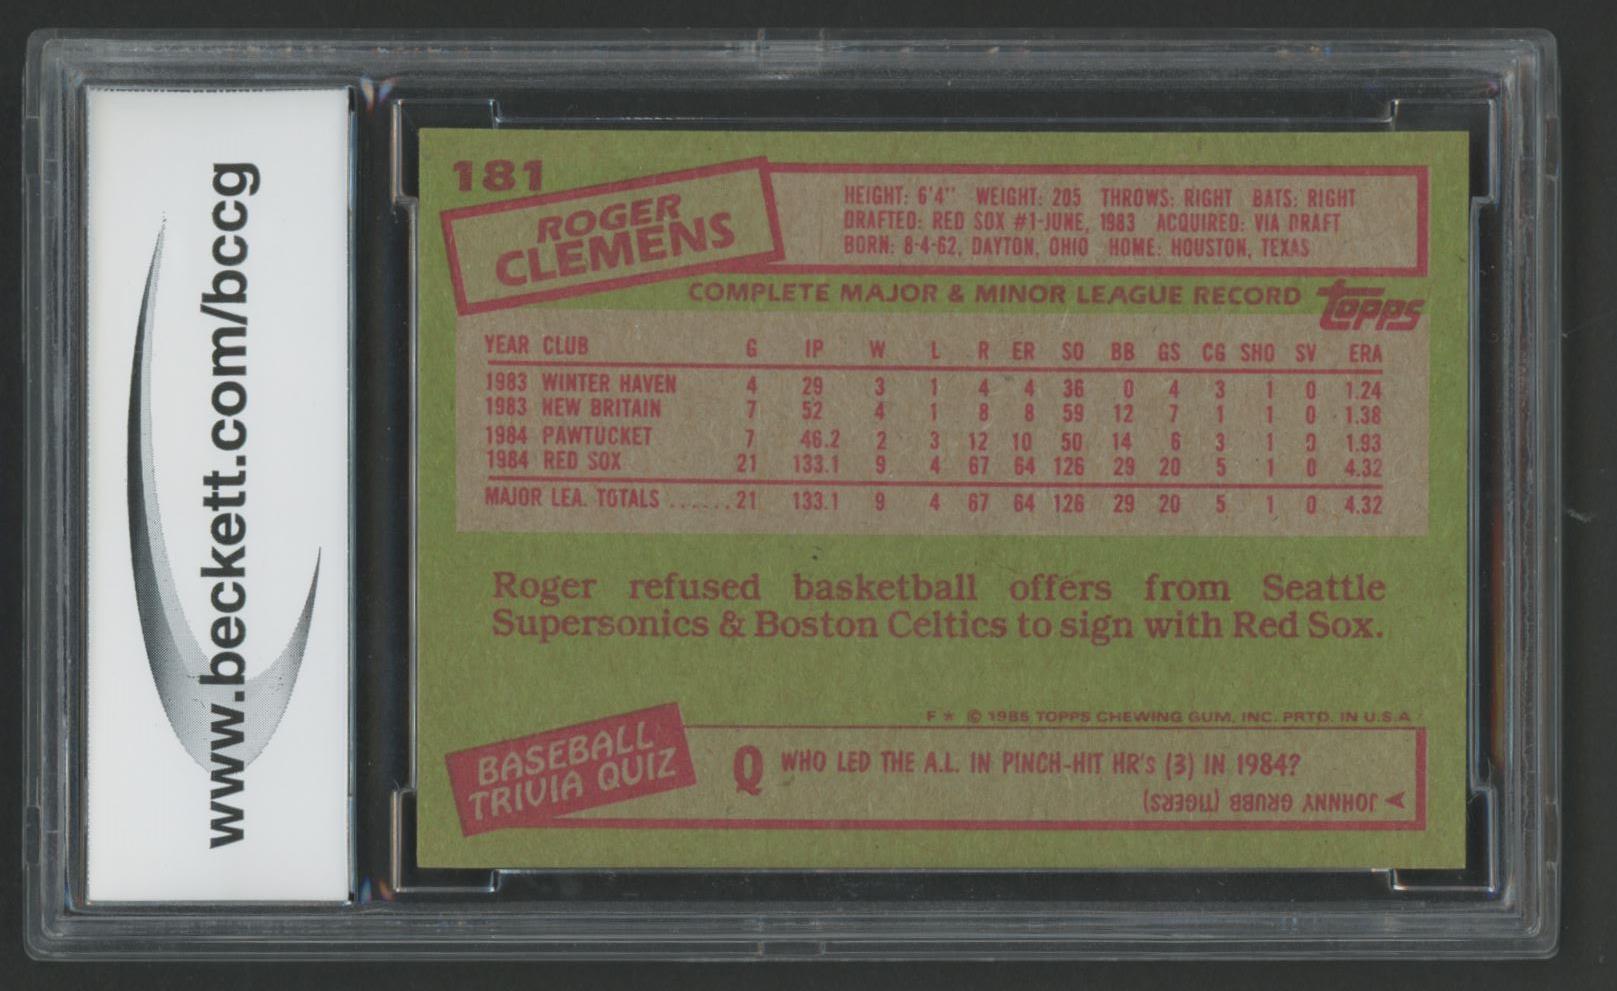 www.beckett.com/bccg
181
ROGER
CLEMENS
HEIGHT: 6'4" WEIGHT: 205 THROWS: RIGHT BATS: RIGHT
DRAFTED: RED SOX #1-JUNE, 1983 ACQUIRED: VIA DRAFT
BORN: 8-4-62, DAYTON, OHIO HOME: HOUSTON, TEXAS
COMPLETE MAJOR & MINOR LEAGUE RECORD topps
YEAR CLUB G IP W L R ER SO BB GS CG SHO SV ERA
1983 WINTER HAVEN 4 29 3 1 4 4 36 0 4 3 1 0 1.24
1983 NEW BRITAIN 7 52 4 1 8 8 59 12 7 1 1 0 1.38
1984 PAWTUCKET 7 46.2 2 3 12 10 50 14 6 3 1 0 1.93
1984 RED SOX 21 133.1 9 4 67 64 126 29 20 5 1 0 4.32
MAJOR LEA. TOTALS ...... 21 133.1 9 4 67 64 126 29 20 5 1 0 4.32
Roger refused basketball offers from Seattle
Supersonics & Boston Celtics to sign with Red Sox.
F * © 1985 TOPPS CHEWING GUM, INC. PRTD. IN U.S.A.
BASEBALL
TRIVIA QUIZ
Q WHO LED THE A.L. IN PINCH-HIT HR'S (3) IN 1984?
JOHNNY GRUBB (TIGERS)